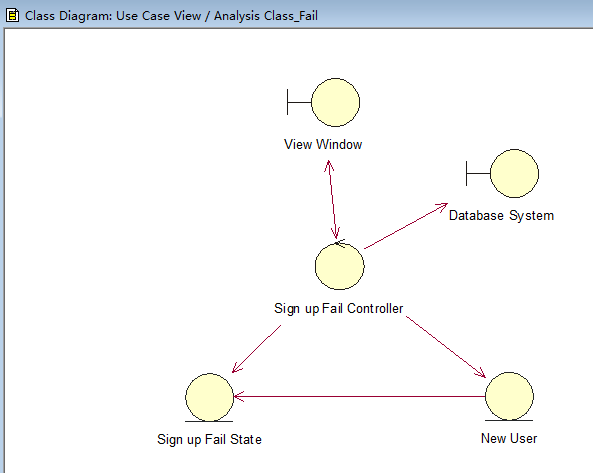 Class Diagram: Use Case View / Analysis Class_Fail
View Window
Database System
Sign up Fail Controller
Sign up Fail State
New User